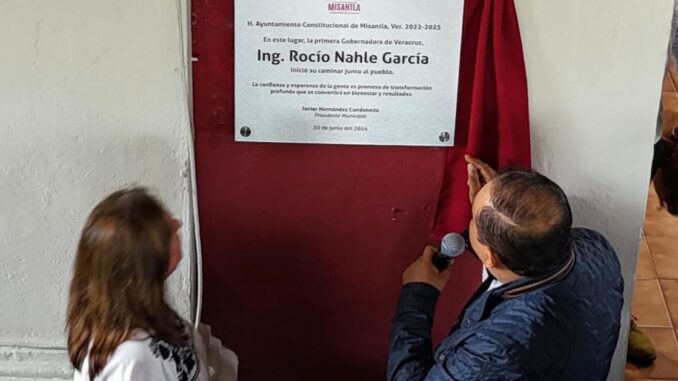 MISANTLA
H. Ayuntamiento Constitucional de Misantla, Ver. 2022-2025
En este lugar, la primera Gobernadora de Veracruz,
Ing. Rocío Nahle García
inició su caminar junto al pueblo.
La confianza y esperanza de la gente es promesa de transformación
profunda que se convertirá en bienestar y resultados.
Javier Hernández Candanedo
Presidente Municipal
30 de junio del 2024